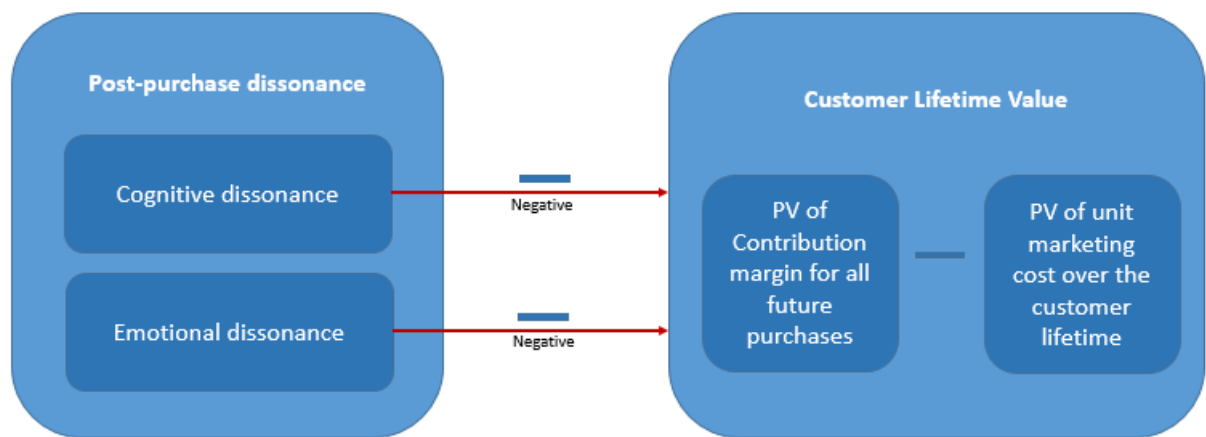 Post-purchase dissonance
Cognitive dissonance
Emotional dissonance
Negative
Negative
Customer Lifetime Value
PV of
Contribution
margin for all
future
purchases
PV of unit
marketing
cost over the
customer
lifetime